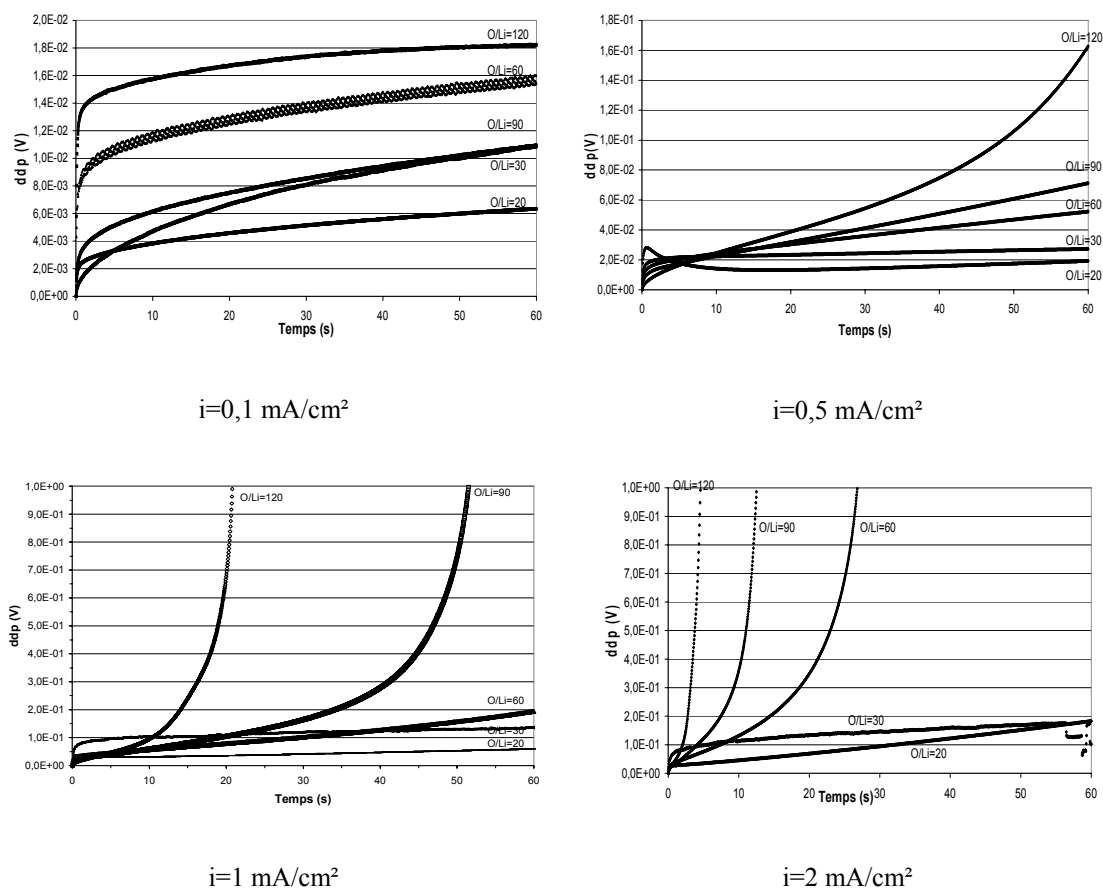 2,0E-02
1,8E-02
1,6E-02
1,4E-02
1,2E-02
1,0E-02
8,0E-03
6,0E-03
4,0E-03
2,0E-03
0,0E+00
ddp (V)
O/Li=120
O/Li=60
O/Li=90
O/Li=30
O/Li=20
0 10 20 30 40 50 60
Temps (s)
i=0,1 mA/cm²
1,8E-01
1,6E-01
1,4E-01
1,2E-01
1,0E-01
8,0E-02
6,0E-02
4,0E-02
2,0E-02
0,0E+00
ddp(V)
O/Li=120
O/Li=90
O/Li=60
O/Li=30
O/Li=20
0 10 20 30 40 50 60
Temps (s)
i=0,5 mA/cm²
1,0E+00
9,0E-01
8,0E-01
7,0E-01
6,0E-01
5,0E-01
4,0E-01
3,0E-01
2,0E-01
1,0E-01
0,0E+00
ddp (V)
O/Li=120
O/Li=90
O/Li=60
O/Li=30
O/Li=20
0 10 20 30 40 50 60
Temps (s)
i=1 mA/cm²
1,0E+00
9,0E-01
8,0E-01
7,0E-01
6,0E-01
5,0E-01
4,0E-01
3,0E-01
2,0E-01
1,0E-01
0,0E+00
ddp (V)
O/Li=120
O/Li=90
O/Li=60
O/Li=30
O/Li=20
0 10 20 30 40 50 60
Temps (s)
i=2 mA/cm²